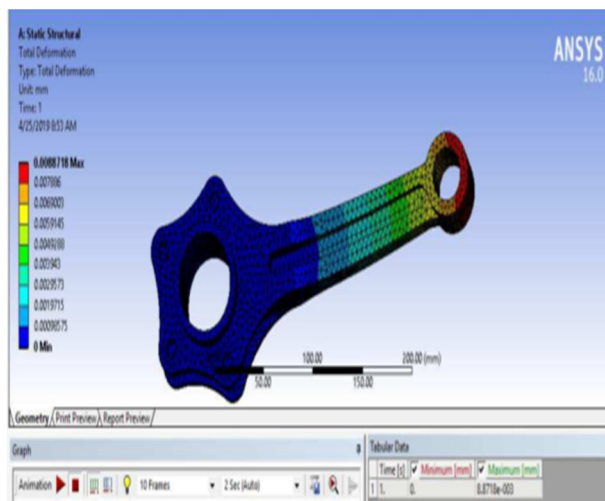 A: Static Structural
Total Deformation
Type: Total Deformation
Unit: mm
Time: 1
4/25/2019 8:53 AM
ANSYS
16.0
0.0088718 Max
0.007886
0.0069003
0.0059145
0.0049288
0.003943
0.0029573
0.0019715
0.00098575
0 Min
100.00
200.00 (mm)
50.00
150.00
Geometry Print Preview Report Preview
Graph
Tabular Data
Animation
10 Frames
2 Sec (Auto)
Time [s] Minimum [mm] Maximum [mm]
1 1. 0. 8.8718e-003